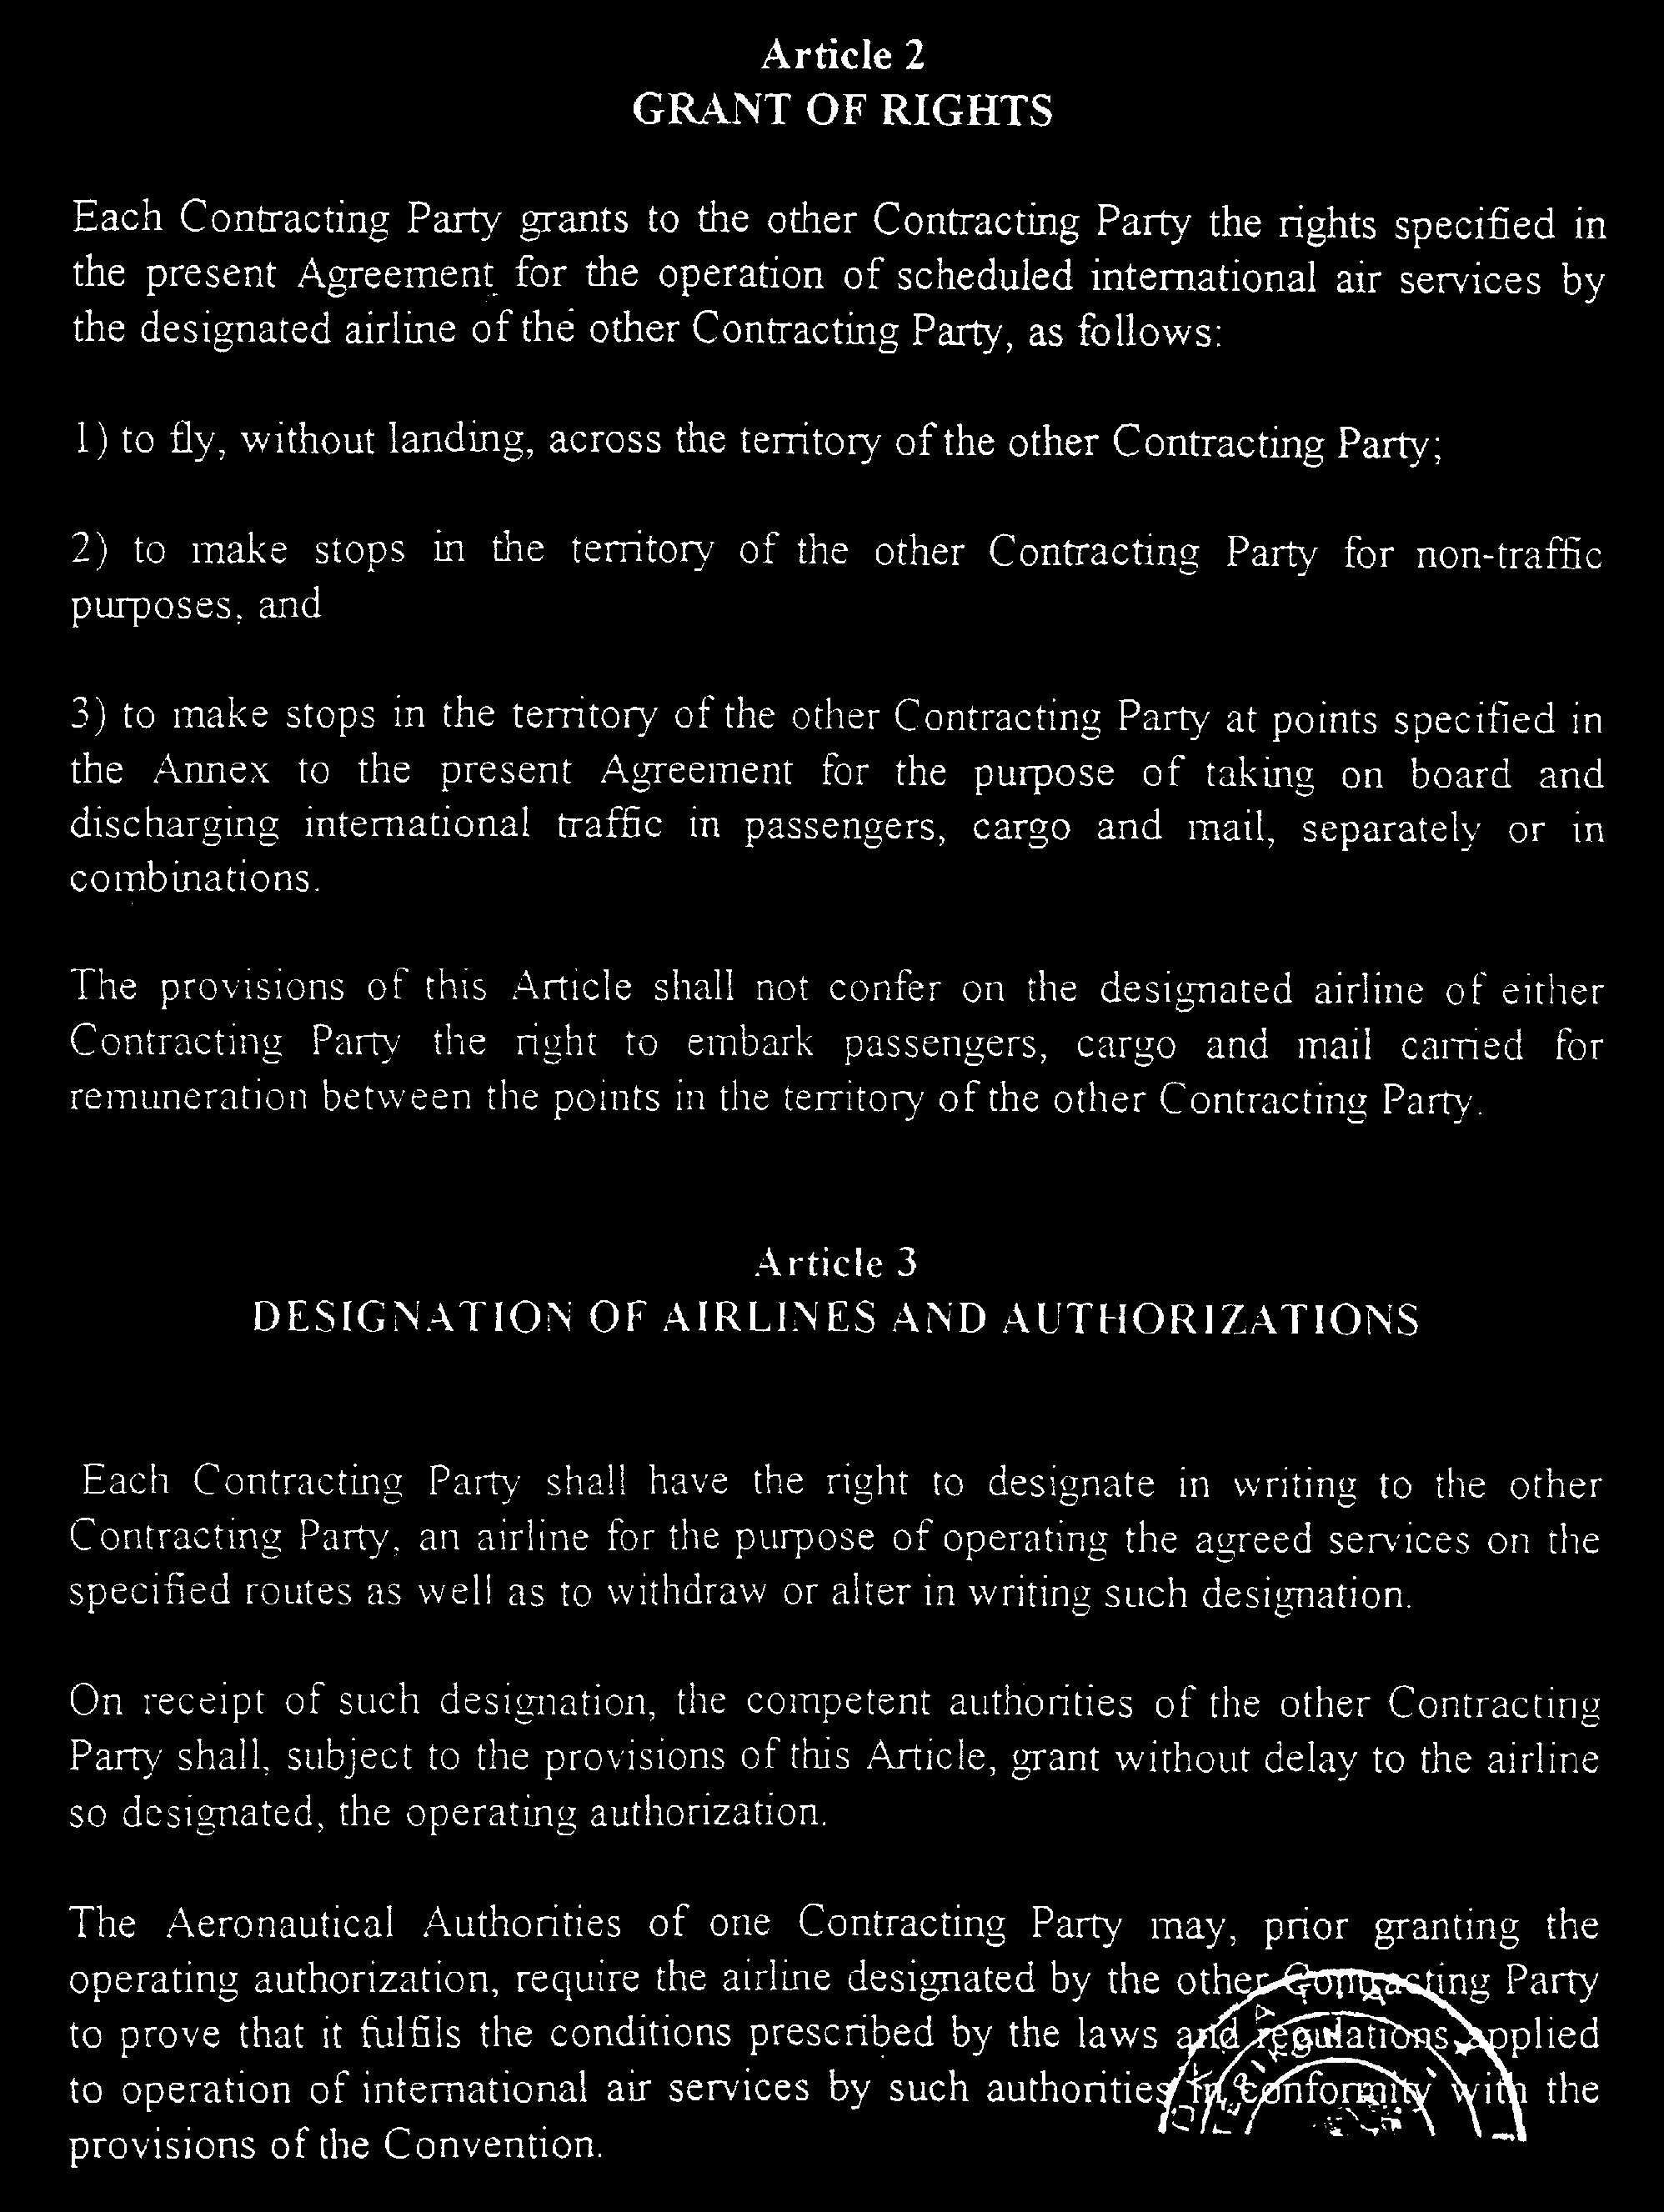 Article 2
GRANT OF RIGHTS
Each Contracting Party grants to the other Contracting Party the rights specified in
the present Agreement for the operation of scheduled international air services by
the designated airline of the other Contracting Party, as follows:
1) to fly, without landing, across the territory of the other Contracting Party;
2) to make stops in the territory of the other Contracting Party for non-traffic
purposes, and
3) to make stops in the territory of the other Contracting Party at points specified in
the Annex to the present Agreement for the purpose of taking on board and
discharging international traffic in passengers, cargo and mail, separately or in
combinations.
The provisions of this Article shall not confer on the designated airline of either
Contracting Party the right to embark passengers, cargo and mail carried for
remuneration between the points in the territory of the other Contracting Party.
Article 3
DESIGNATION OF AIRLINES AND AUTHORIZATIONS
Each Contracting Party shall have the right to designate in writing to the other
Contracting Party, an airline for the purpose of operating the agreed services on the
specified routes as well as to withdraw or alter in writing such designation.
On receipt of such designation, the competent authorities of the other Contracting
Party shall, subject to the provisions of this Article, grant without delay to the airline
so designated, the operating authorization.
The Aeronautical Authorities of one Contracting Party may, prior granting the
operating authorization, require the airline designated by the other Contracting Party
to prove that it fulfils the conditions prescribed by the laws and regulations applied
to operation of international air services by such authorities in conformity with the
provisions of the Convention.